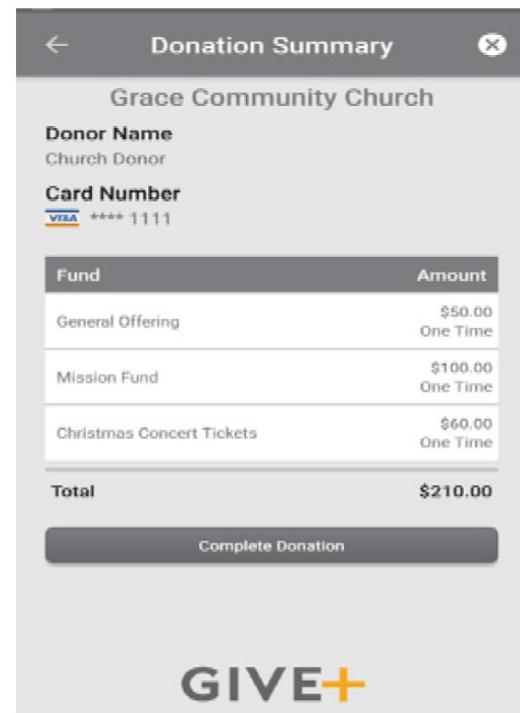 Donation Summary
Grace Community Church
Donor Name
Church Donor
Card Number
VISA **** 1111
Fund Amount
General Offering $50.00
One Time
Mission Fund $100.00
One Time
Christmas Concert Tickets $60.00
One Time
Total $210.00
Complete Donation
GIVE+